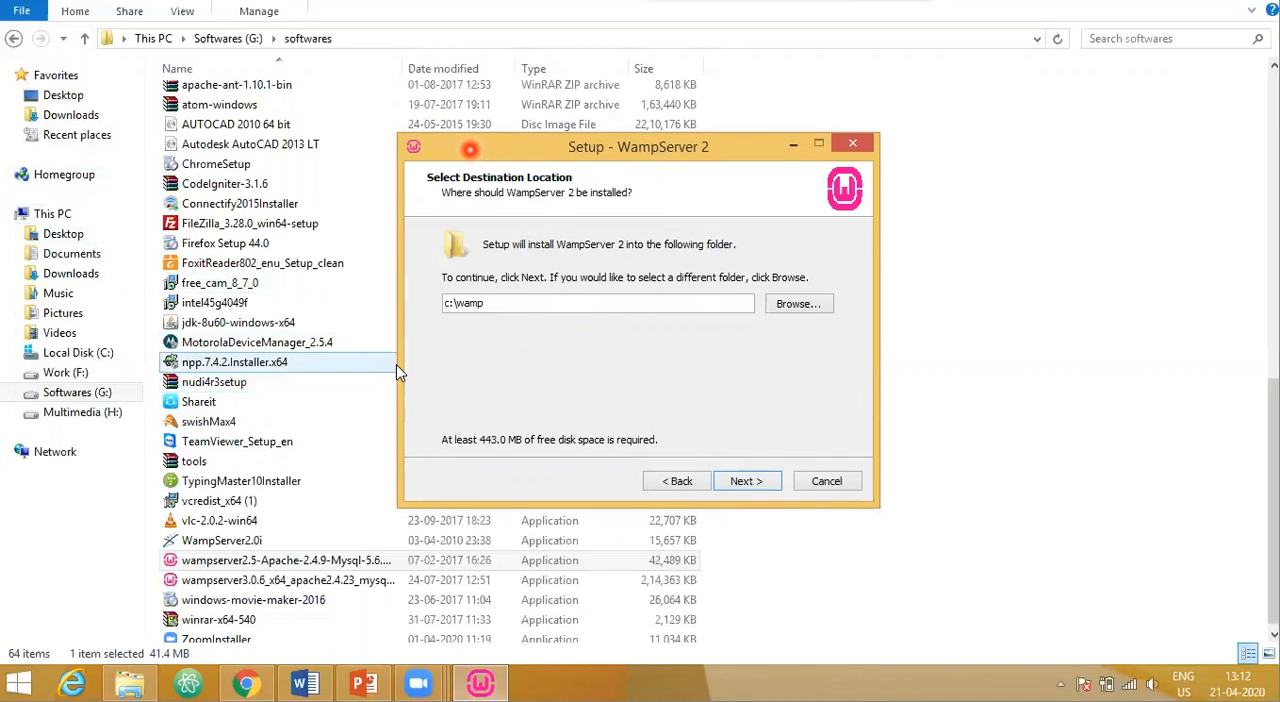 File Home Share View Manage
This PC Softwares (G:) softwares Search softwares
Name Date modified Type Size
Favorites
Desktop
Downloads
Recent places
Homegroup
This PC
Desktop
Documents
Downloads
Music
Pictures
Videos
Local Disk (C:)
Work (F:)
Softwares (G:)
Multimedia (H:)
Network
apache-ant-1.10.1-bin 01-08-2017 12:53 WinRAR ZIP archive 8,618 KB
atom-windows 19-07-2017 19:11 WinRAR ZIP archive 1,63,440 KB
AUTOCAD 2010 64 bit 24-05-2015 19:30 Disc Image File 22,10,176 KB
Autodesk AutoCAD 2013 LT
ChromeSetup
CodeIgniter-3.1.6
Connectify2015Installer
FileZilla_3.28.0_win64-setup
Firefox Setup 44.0
FoxitReader802_enu_Setup_clean
free_cam_8_7_0
intel45g4049f
jdk-8u60-windows-x64
MotorolaDeviceManager_2.5.4
npp.7.4.2.Installer.x64
nudi4r3setup
Shareit
swishMax4
TeamViewer_Setup_en
tools
TypingMaster10Installer
vcredist_x64 (1)
vlc-2.0.2-win64 23-09-2017 18:23 Application 22,707 KB
WampServer2.0i 03-04-2010 23:38 Application 15,657 KB
wampserver2.5-Apache-2.4.9-Mysql-5.6.... 07-02-2017 16:26 Application 42,489 KB
wampserver3.0.6_x64_apache2.4.23_mysq... 24-07-2017 12:51 Application 2,14,363 KB
windows-movie-maker-2016 23-06-2017 11:04 Application 26,064 KB
winrar-x64-540 31-07-2017 11:33 Application 2,129 KB
ZoomInstaller 01-04-2020 11:19 Application 11,034 KB
Setup - WampServer 2
Select Destination Location
Where should WampServer 2 be installed?
Setup will install WampServer 2 into the following folder.
To continue, click Next. If you would like to select a different folder, click Browse.
c:\wamp Browse...
At least 443.0 MB of free disk space is required.
< Back Next > Cancel
64 items 1 item selected 41.4 MB
ENG 13:12
US 21-04-2020